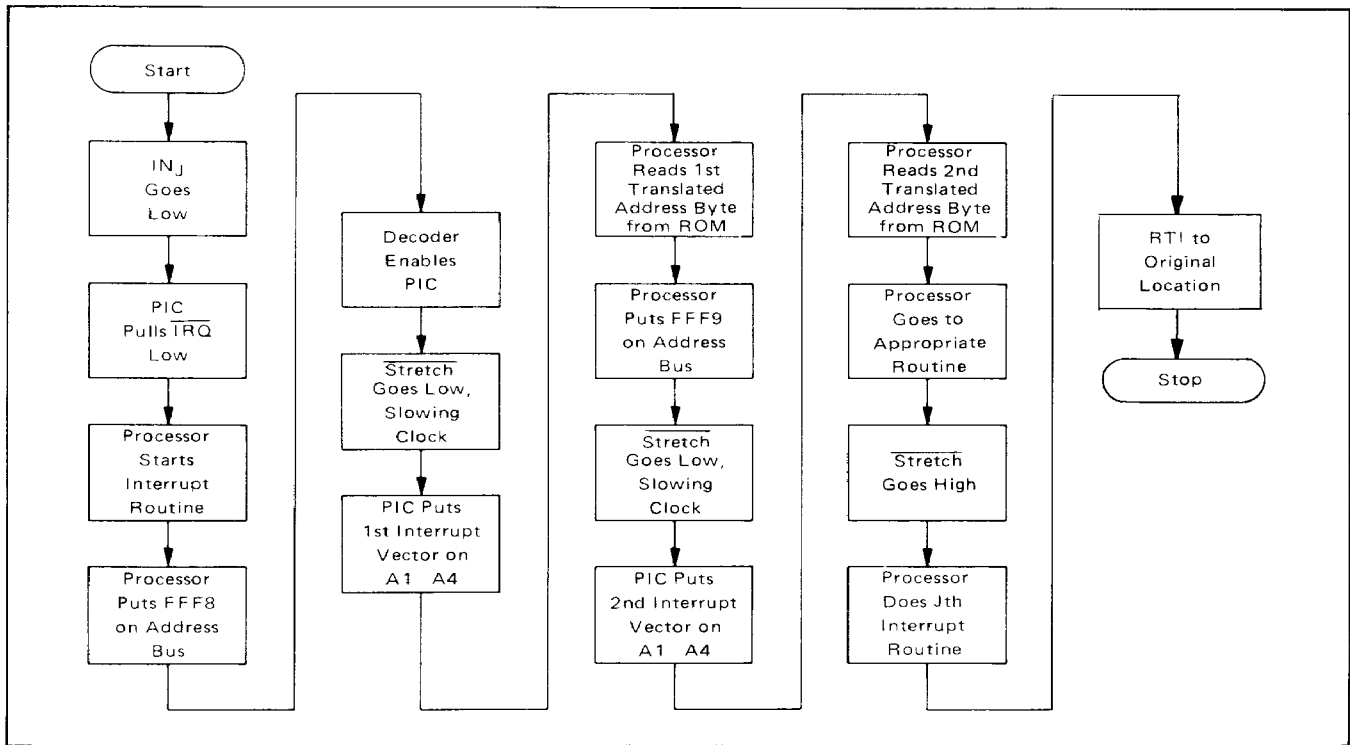 Start
IN_J
Goes
Low
PIC
Pulls I̅R̅Q̅
Low
Processor
Starts
Interrupt
Routine
Processor
Puts FFF8
on Address
Bus
Decoder
Enables
PIC
S̅t̅r̅e̅t̅c̅h̅
Goes Low,
Slowing
Clock
PIC Puts
1st Interrupt
Vector on
A1 A4
Processor
Reads 1st
Translated
Address Byte
from ROM
Processor
Puts FFF9
on Address
Bus
S̅t̅r̅e̅t̅c̅h̅
Goes Low,
Slowing
Clock
PIC Puts
2nd Interrupt
Vector on
A1 A4
Processor
Reads 2nd
Translated
Address Byte
from ROM
Processor
Goes to
Appropriate
Routine
S̅t̅r̅e̅t̅c̅h̅
Goes High
Processor
Does Jth
Interrupt
Routine
RTI to
Original
Location
Stop